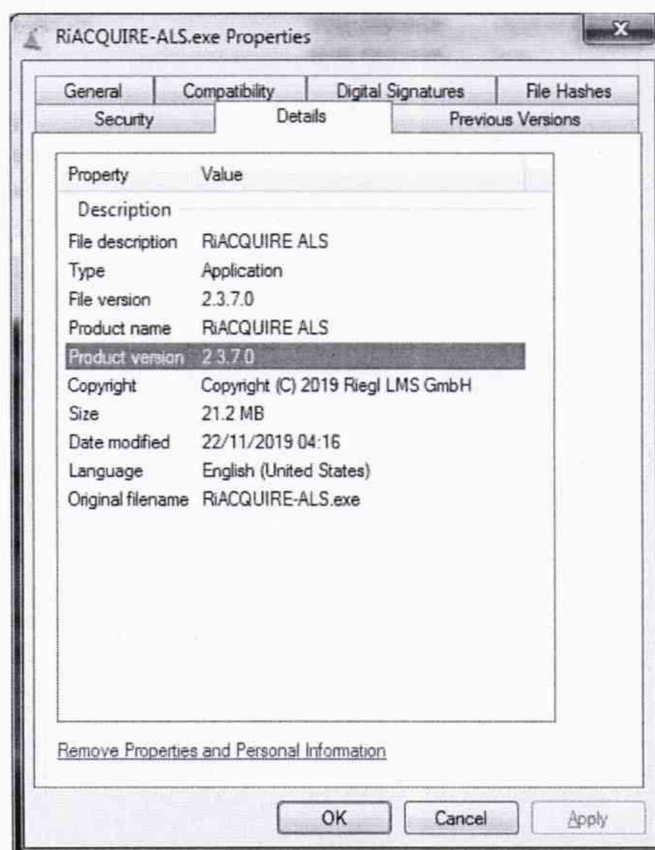 RiACQUIRE-ALS.exe Properties
General Compatibility Digital Signatures File Hashes
Security Details Previous Versions
Property Value
Description
File description RiACQUIRE ALS
Type Application
File version 2.3.7.0
Product name RiACQUIRE ALS
Product version 2.3.7.0
Copyright Copyright (C) 2019 Riegl LMS GmbH
Size 21.2 MB
Date modified 22/11/2019 04:16
Language English (United States)
Original filename RiACQUIRE-ALS.exe
Remove Properties and Personal Information
OK Cancel Apply